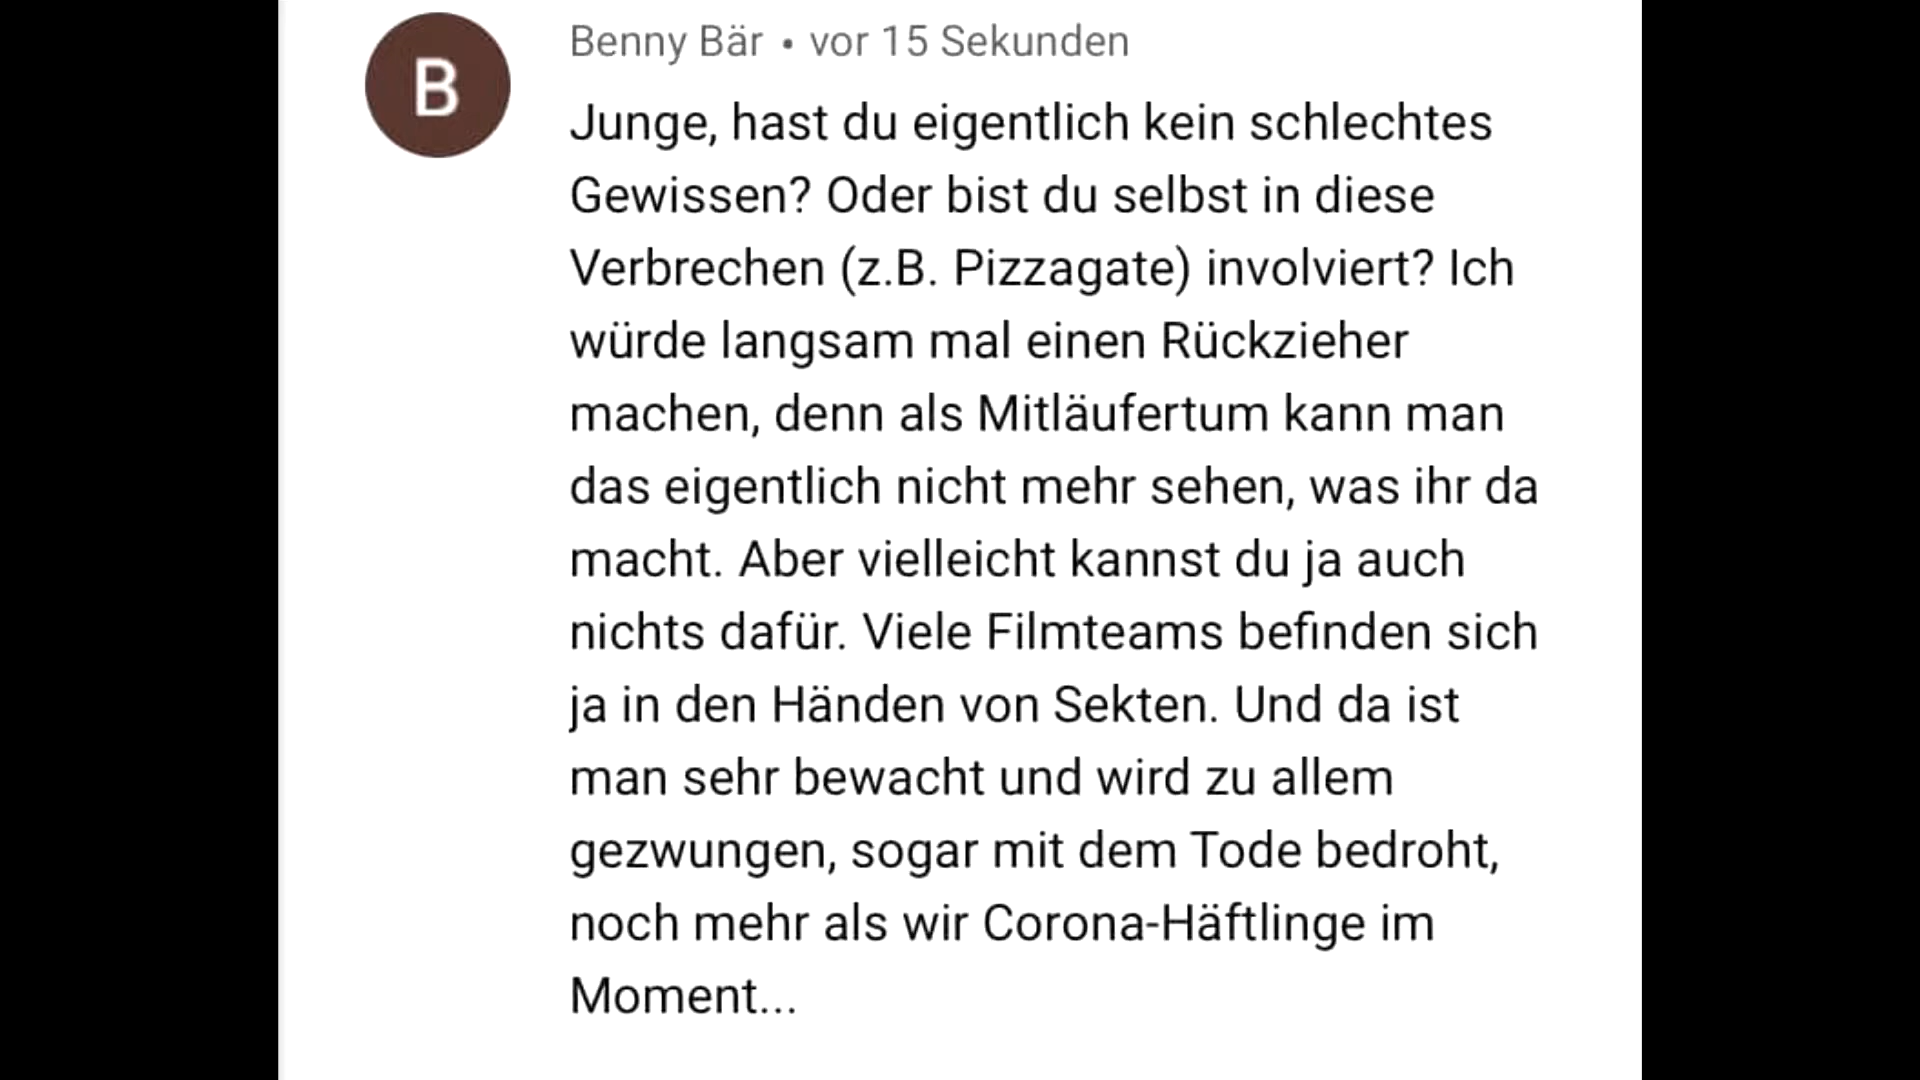 B
Benny Bär • vor 15 Sekunden
Junge, hast du eigentlich kein schlechtes
Gewissen? Oder bist du selbst in diese
Verbrechen (z.B. Pizzagate) involviert? Ich
würde langsam mal einen Rückzieher
machen, denn als Mitläufertum kann man
das eigentlich nicht mehr sehen, was ihr da
macht. Aber vielleicht kannst du ja auch
nichts dafür. Viele Filmteams befinden sich
ja in den Händen von Sekten. Und da ist
man sehr bewacht und wird zu allem
gezwungen, sogar mit dem Tode bedroht,
noch mehr als wir Corona-Häftlinge im
Moment...